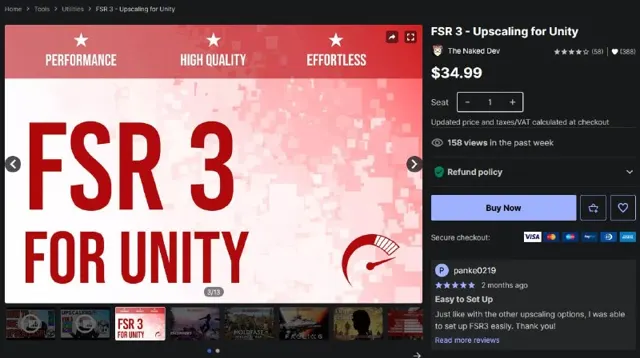 Home > Tools > Utilities > FSR 3 - Upscaling for Unity
PERFORMANCE
HIGH QUALITY
EFFORTLESS
FSR 3
FOR UNITY
3/13
FSR 3
FOR UNITY
FSR 3 - Upscaling for Unity
The Naked Dev
(58) | (388)
$34.99
Seat - 1 +
Updated price and taxes/VAT calculated at checkout
158 views in the past week
Refund policy
Buy Now
Secure checkout:
VISA
P panke0219
2 months ago
Easy to Set Up
Just like with the other upscaling options, I was able
to set up FSR3 easily. Thank you!
Read more reviews